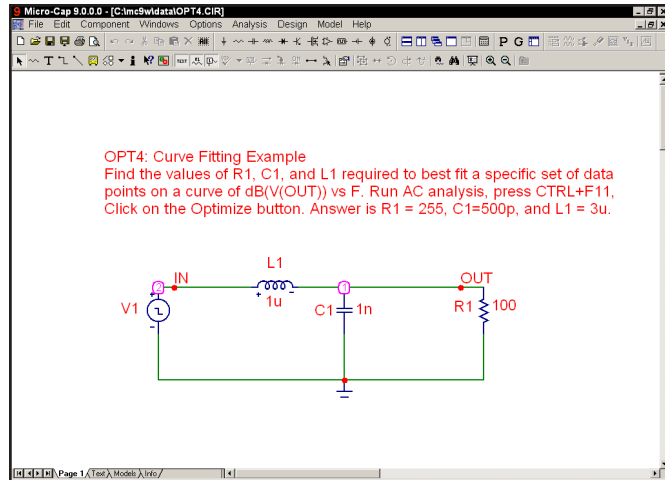 9 Micro-Cap 9.0.0.0 - [C:\mc9w\data\OPT4.CIR]
File Edit Component Windows Options Analysis Design Model Help
OPT4: Curve Fitting Example
Find the values of R1, C1, and L1 required to best fit a specific set of data
points on a curve of dB(V(OUT)) vs F. Run AC analysis, press CTRL+F11,
Click on the Optimize button. Answer is R1 = 255, C1=500p, and L1 = 3u.
L1
2 IN
1
OUT
+ -
1u
V1
C1 1n
R1 100
Page 1 Text Models Info